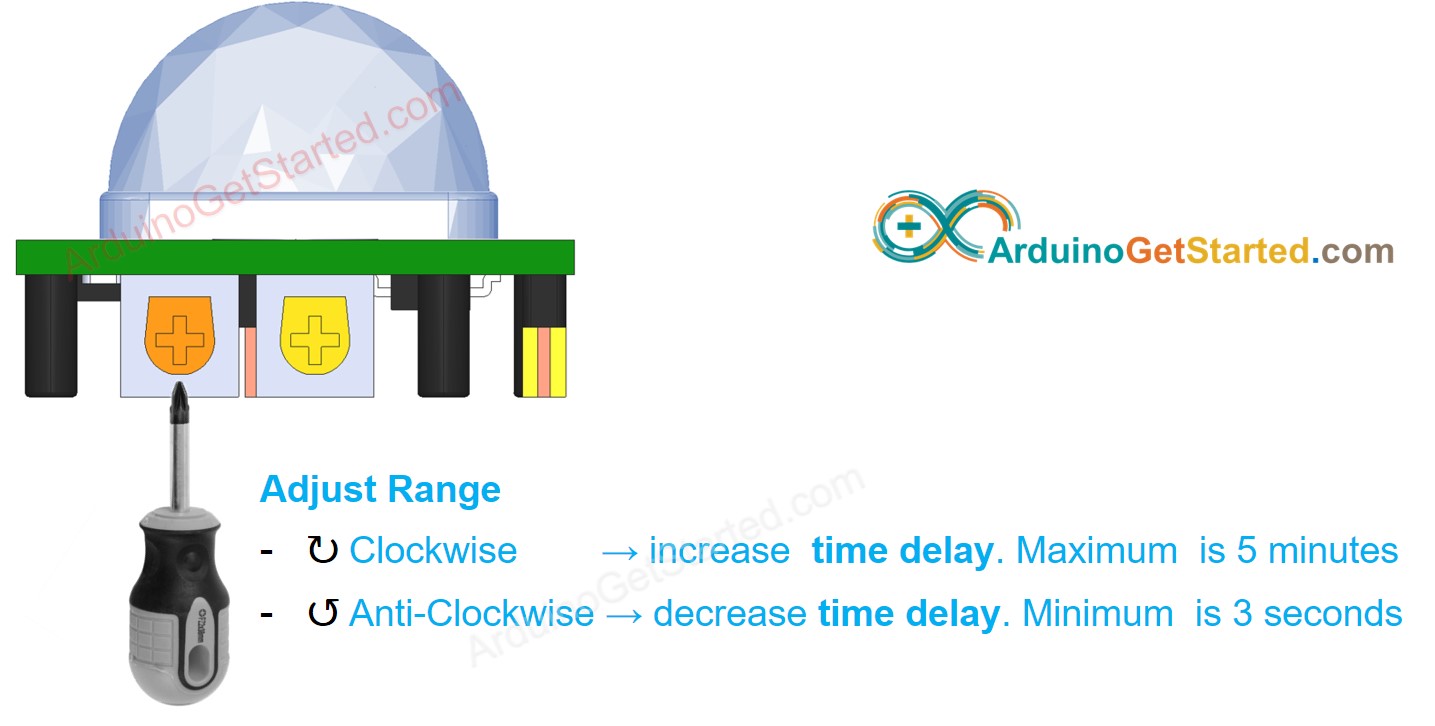 ArduinoGetStarted.com
ArduinoGetStarted.com
Adjust Range
- ↻ Clockwise → increase time delay. Maximum is 5 minutes
- ↺ Anti-Clockwise → decrease time delay. Minimum is 3 seconds
ArduinoGetStarted.com